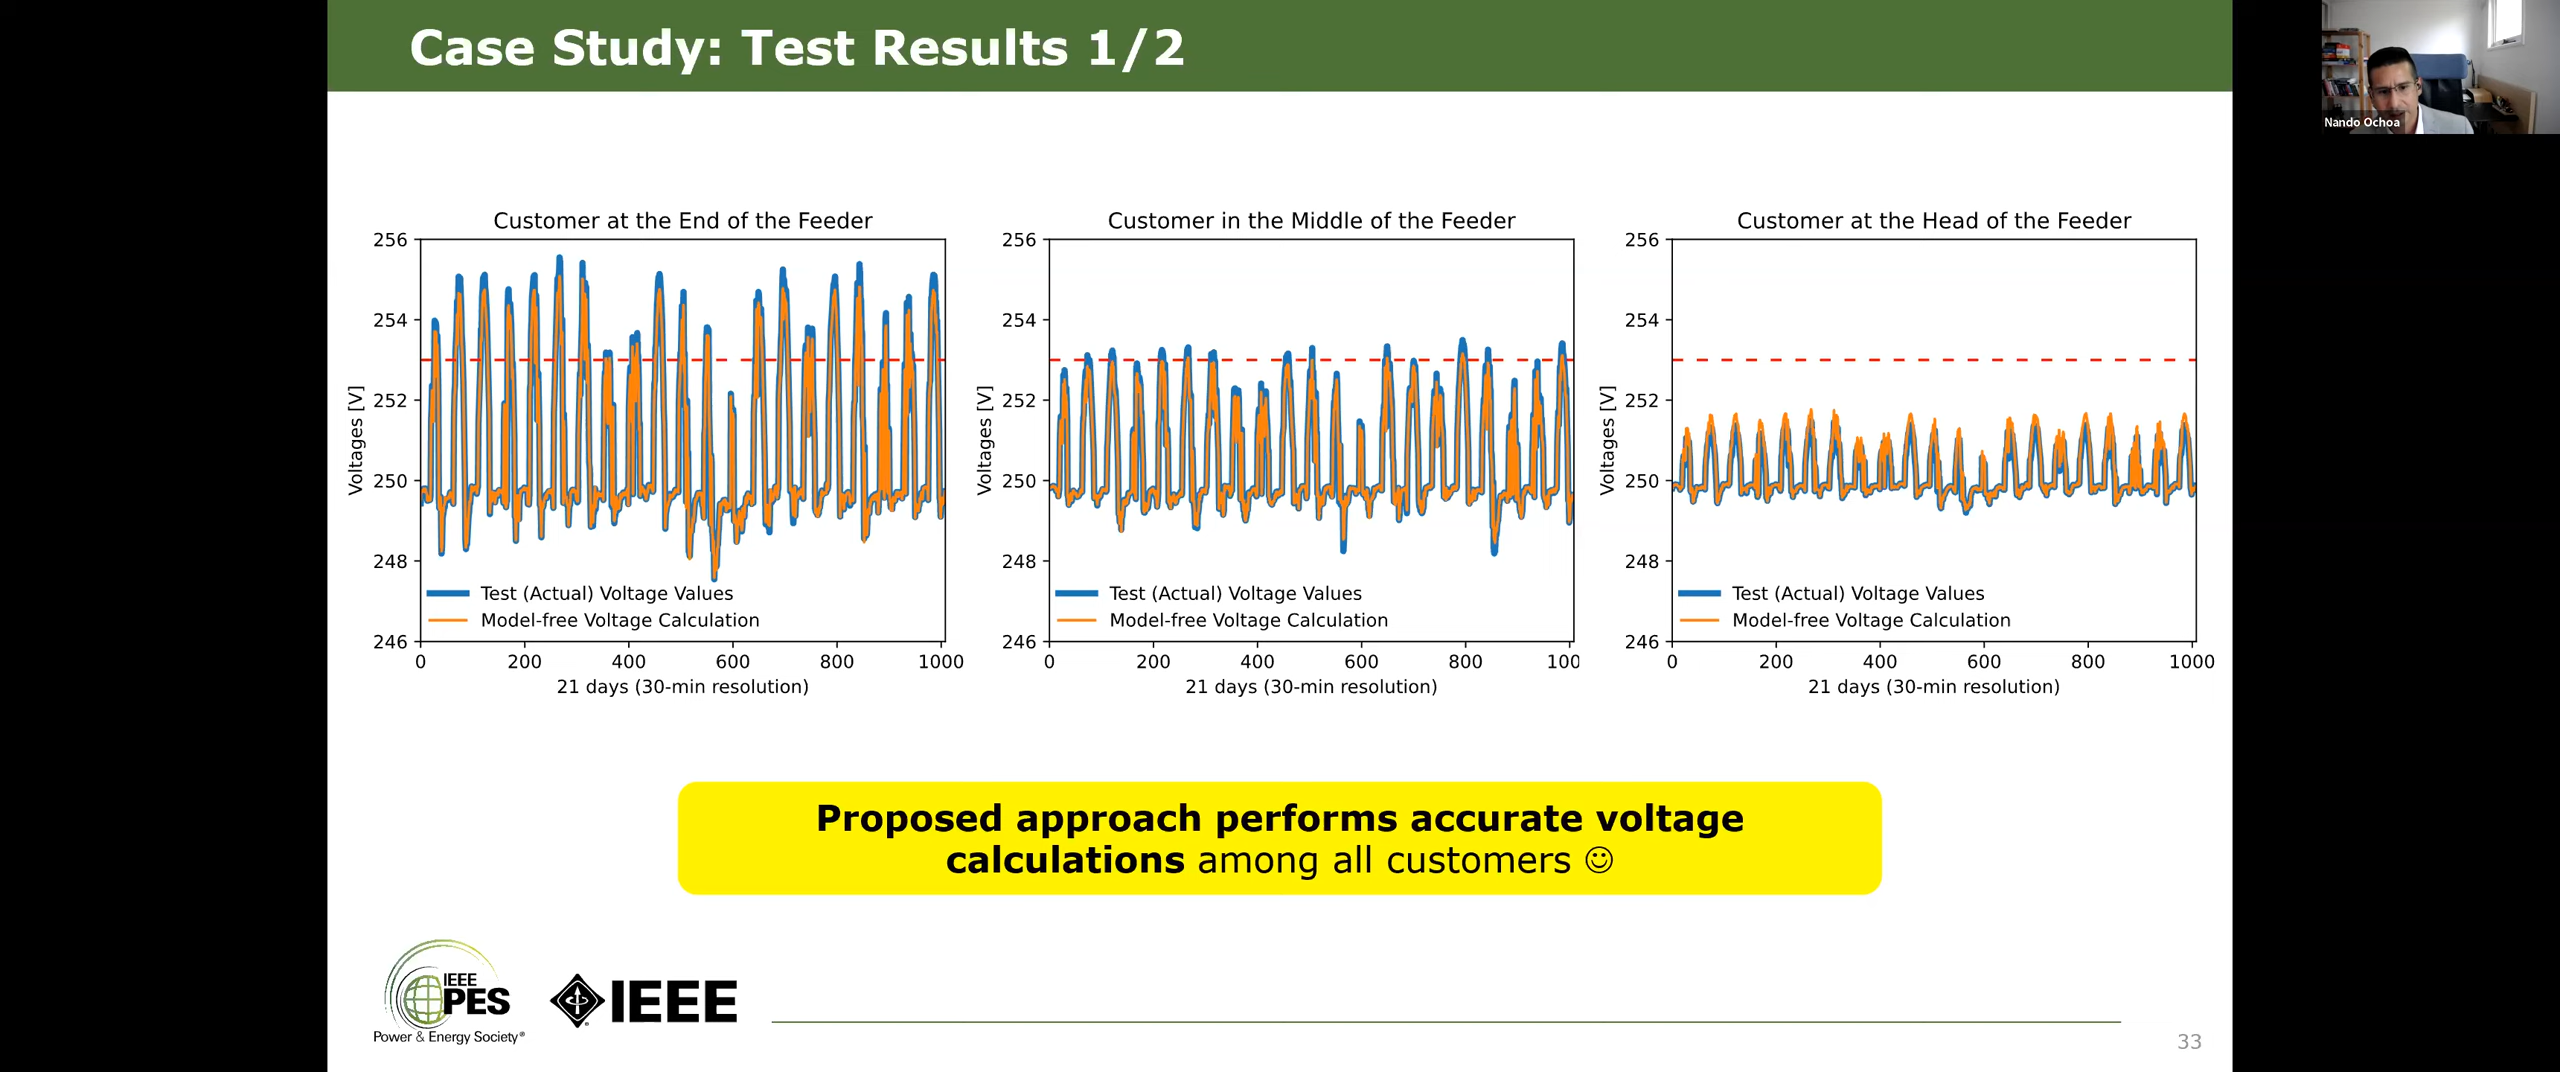 Case Study: Test Results 1/2
Nando Ochoa
Customer at the End of the Feeder
256
254
252
250
248
246
Voltages [V]
Test (Actual) Voltage Values
Model-free Voltage Calculation
0 200 400 600 800 1000
21 days (30-min resolution)
Customer in the Middle of the Feeder
256
254
252
250
248
246
Voltages [V]
Test (Actual) Voltage Values
Model-free Voltage Calculation
0 200 400 600 800 100
21 days (30-min resolution)
Customer at the Head of the Feeder
256
254
252
250
248
246
Voltages [V]
Test (Actual) Voltage Values
Model-free Voltage Calculation
0 200 400 600 800 1000
21 days (30-min resolution)
Proposed approach performs accurate voltage
calculations among all customers ☺
IEEE
PES
Power & Energy Society®
IEEE
33